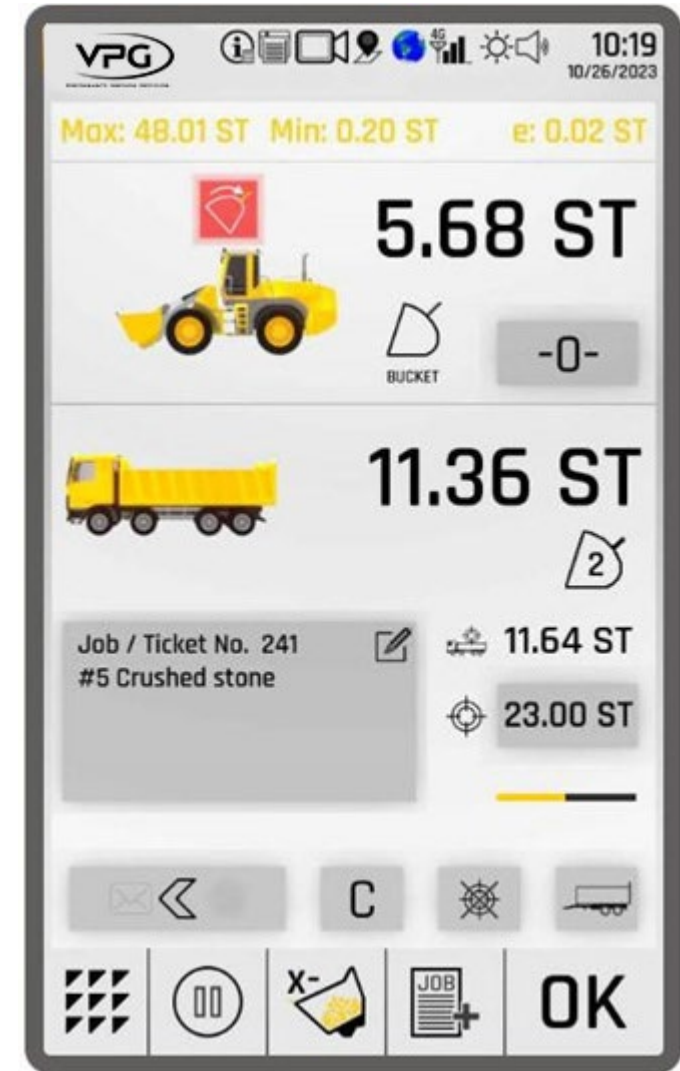 VPG
4G
10:19
10/26/2023
Max: 48.01 ST Min: 0.20 ST e: 0.02 ST
5.68 ST
BUCKET
-0-
11.36 ST
2
Job / Ticket No. 241
#5 Crushed stone
11.64 ST
23.00 ST
C
X-
JOB
OK